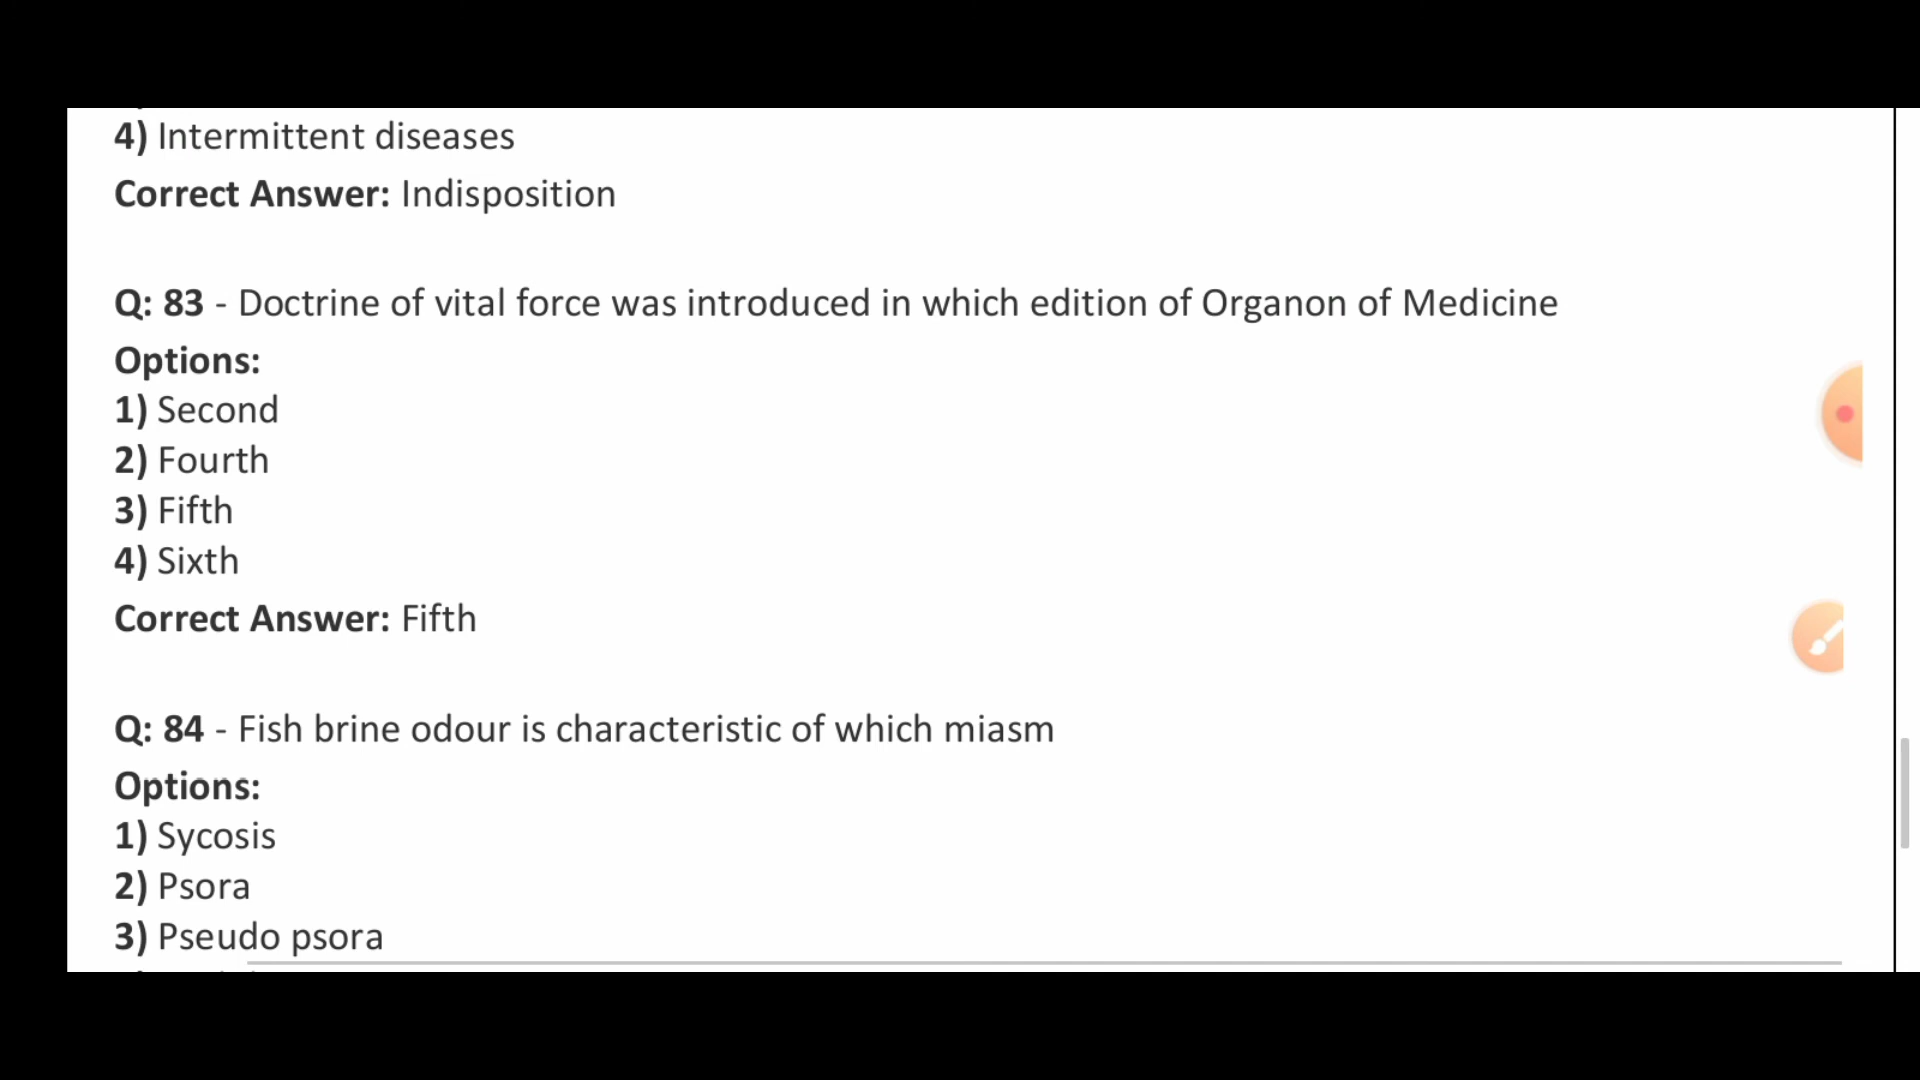 4) Intermittent diseases
Correct Answer: Indisposition
Q: 83 - Doctrine of vital force was introduced in which edition of Organon of Medicine
Options:
1) Second
2) Fourth
3) Fifth
4) Sixth
Correct Answer: Fifth
Q: 84 - Fish brine odour is characteristic of which miasm
Options:
1) Sycosis
2) Psora
3) Pseudo psora